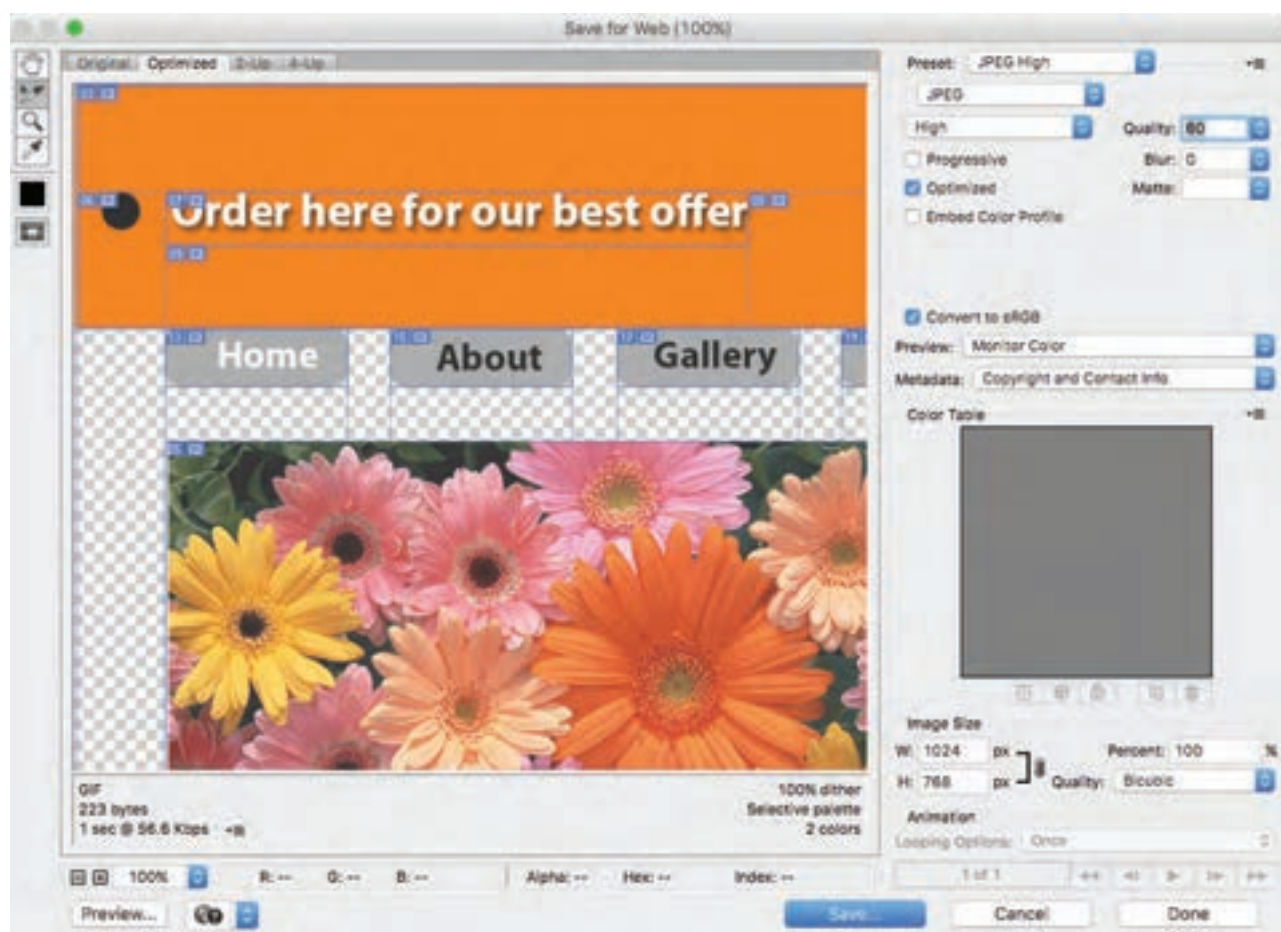 Save for Web (100%)
Original Optimized 2-Up 4-Up
Order here for our best offer
Home About Gallery
GIF 100% dither
223 bytes Selective palette
1 sec @ 56.6 Kbps 2 colors
Preset: JPEG High
JPEG
High Quality: 60
Progressive Blur: 0
Optimized Matte:
Embed Color Profile
Convert to sRGB
Preview: Monitor Color
Metadata: Copyright and Contact Info
Color Table
Image Size
W: 1024 px Percent: 100 %
H: 768 px Quality: Bicubic
Animation
Looping Options: Once
1 of 1
100% R: -- G: -- B: -- Alpha: -- Hex: -- Index: --
Preview... Save... Cancel Done